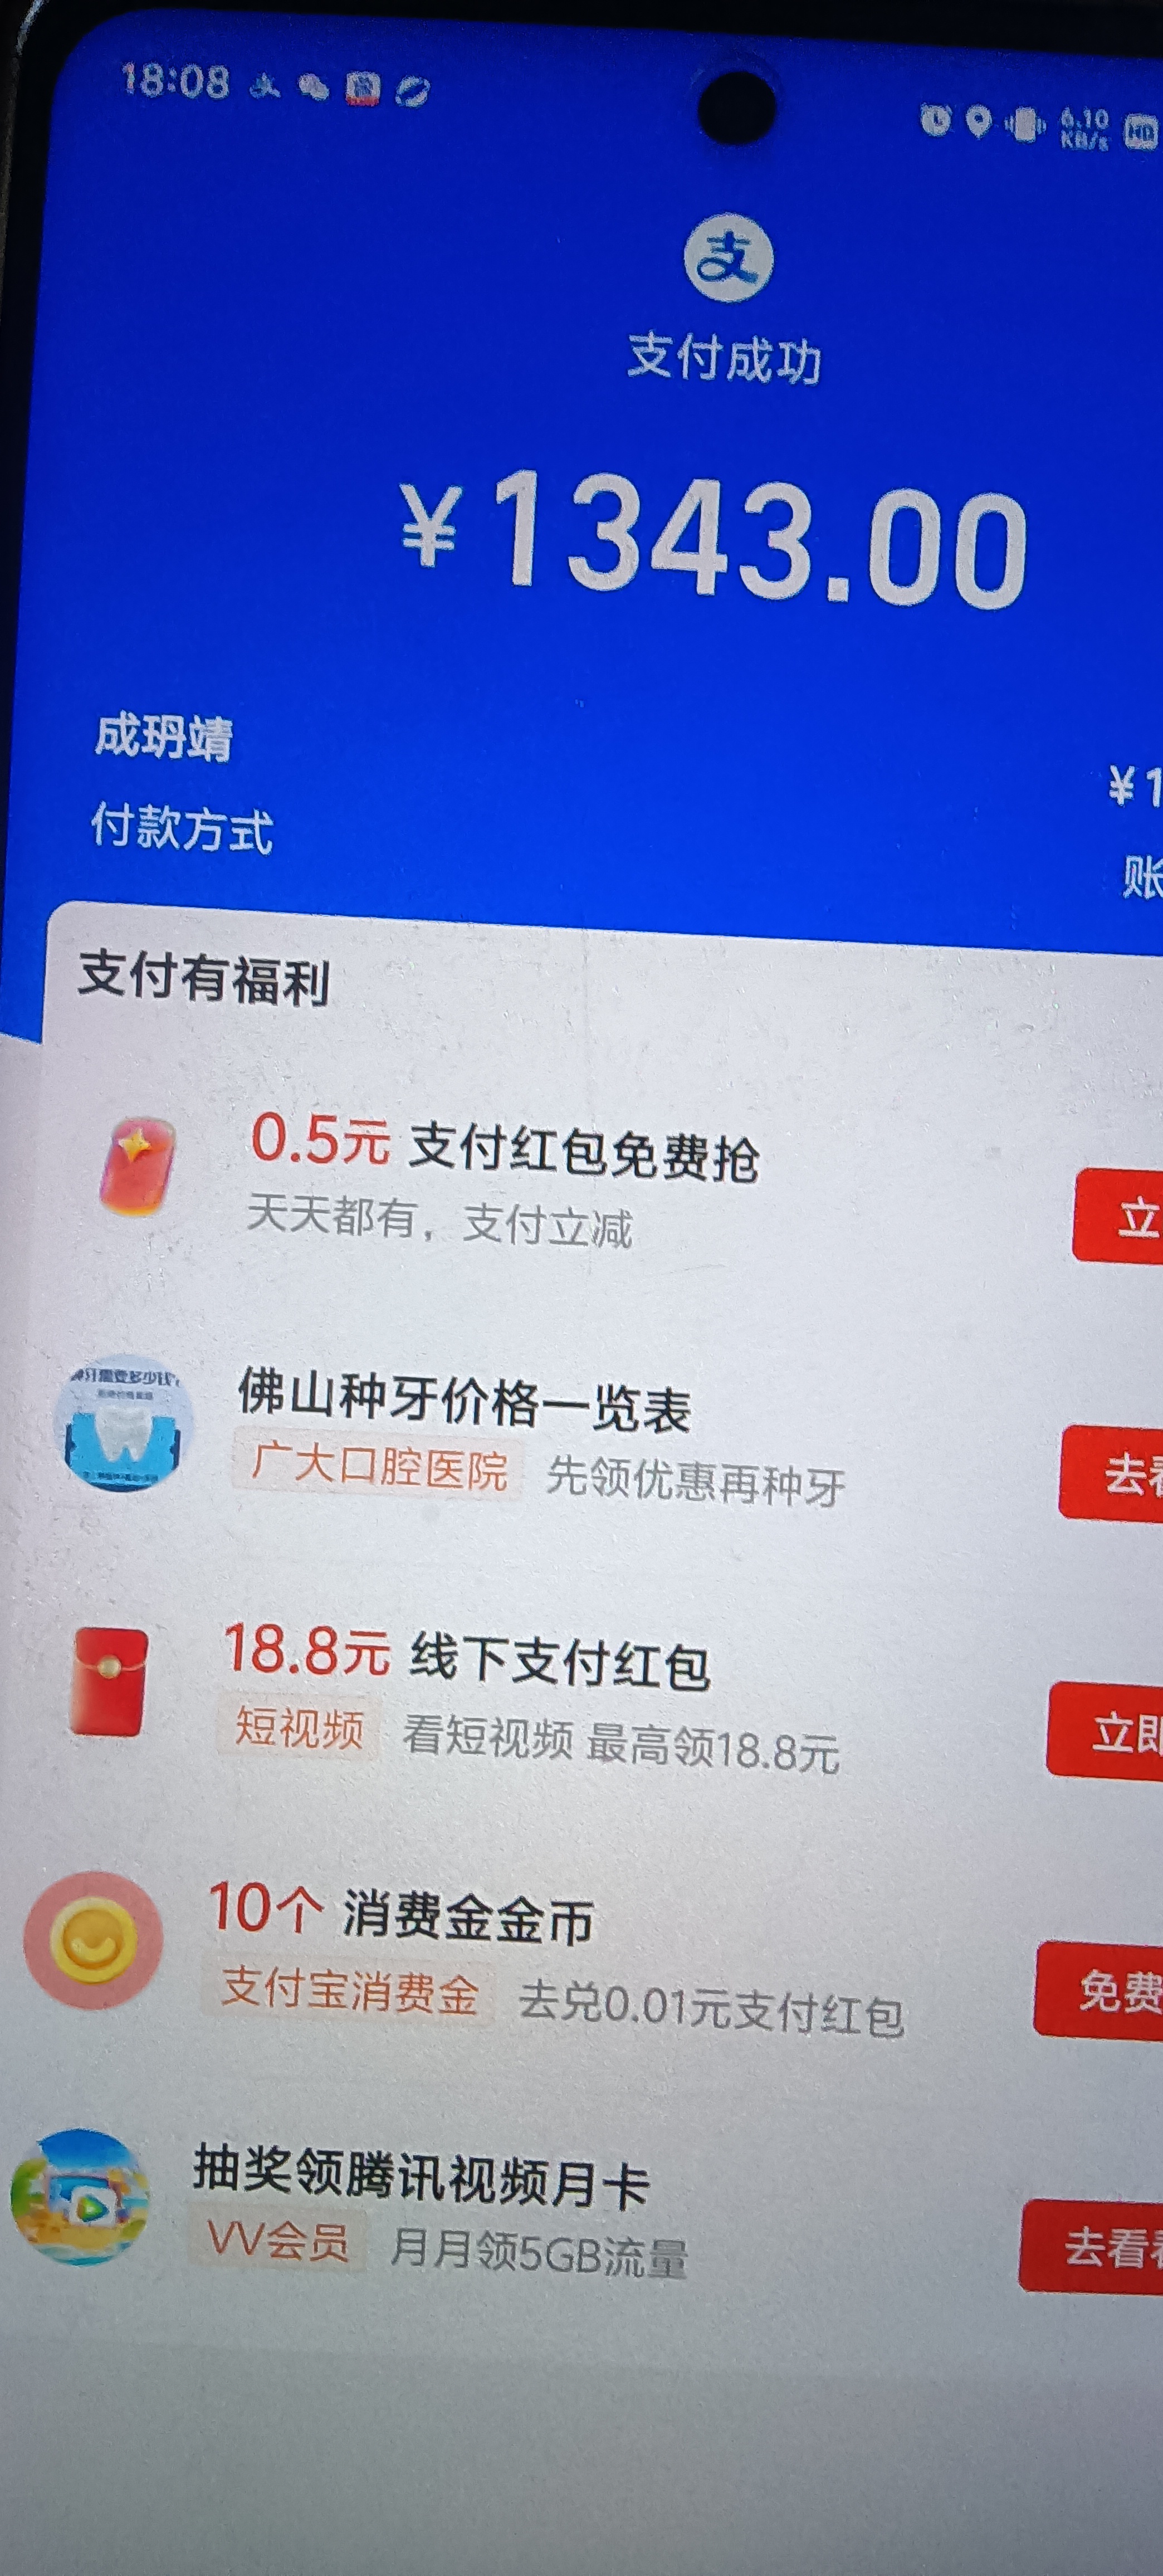 18:08
6.10
KB/s
HD
支
支付成功
¥1343.00
成玬靖
¥1
付款方式
账
支付有福利
0.5元 支付红包免费抢
天天都有，支付立减
立
佛山种牙价格一览表
广大口腔医院 先领优惠再种牙
去看
18.8元 线下支付红包
短视频 看短视频 最高领18.8元
立即
10个 消费金金币
支付宝消费金 去兑0.01元支付红包
免费
抽奖领腾讯视频月卡
VV会员 月月领5GB流量
去看看